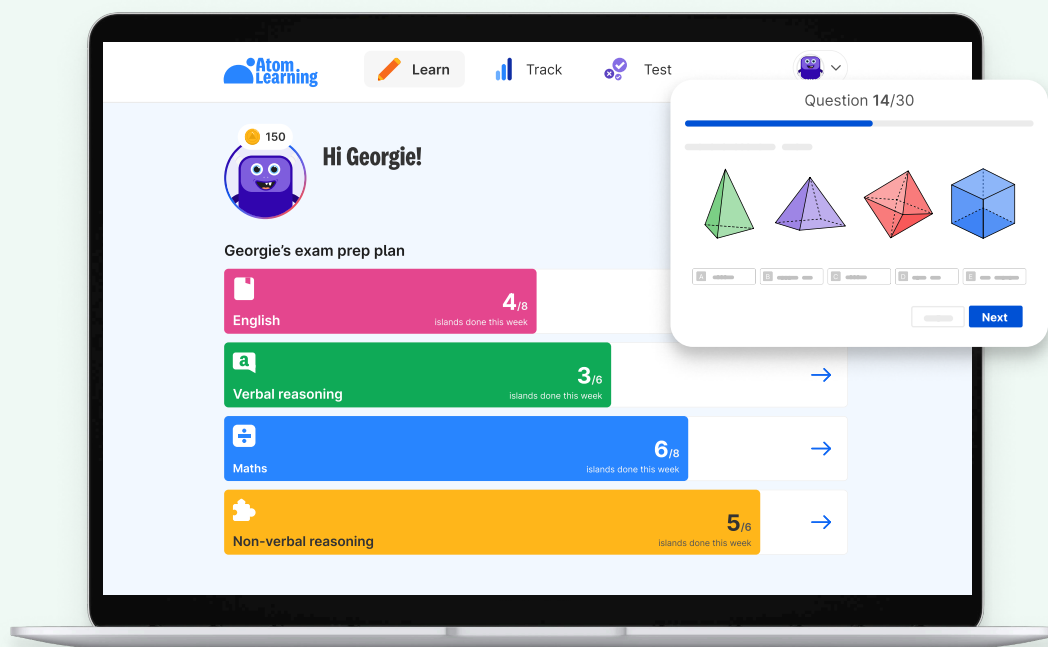 Atom
Learning
Learn
Track
Test
150
Hi Georgie!
Georgie's exam prep plan
English
4/8
islands done this week
a
Verbal reasoning
3/6
islands done this week
Maths
6/8
islands done this week
Non-verbal reasoning
5/6
islands done this week
Question 14/30
A
B
C
D
E
Next